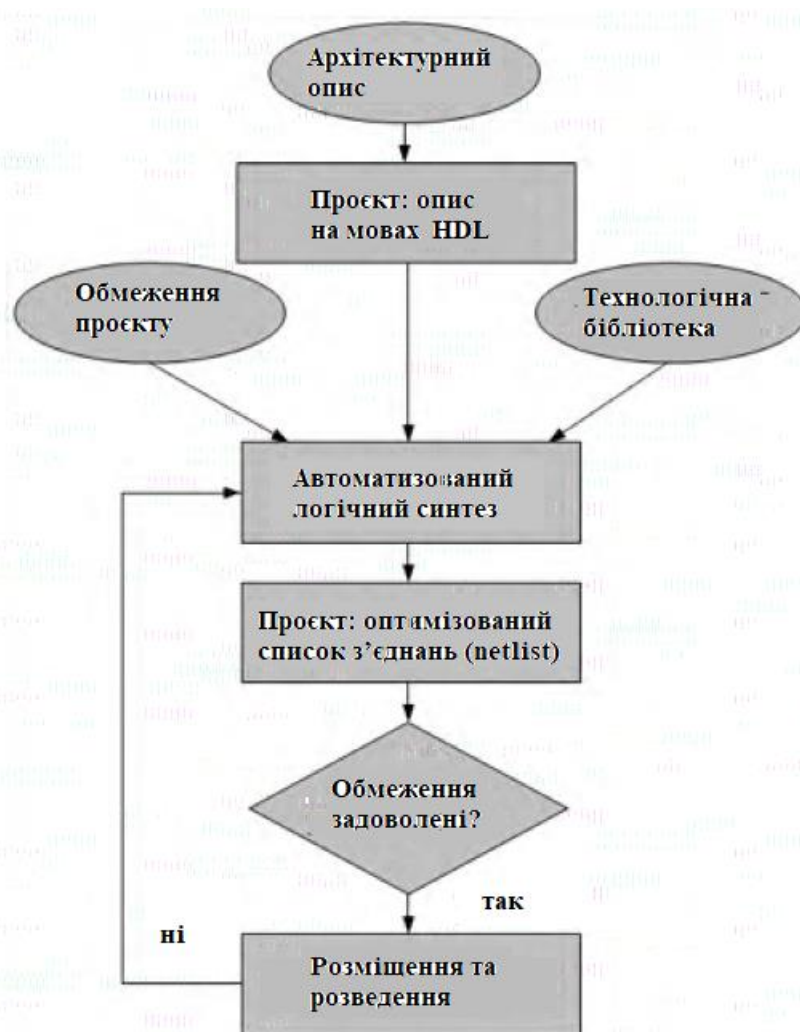 Архітектурний
опис
Проєкт: опис
на мовах HDL
Обмеження
проєкту
Технологічна -
бібліотека
Автоматизований
логічний синтез
Проєкт: оптимізований
список з’єднань (netlist)
Обмеження
задоволені?
так
ні
Розміщення та
розведення